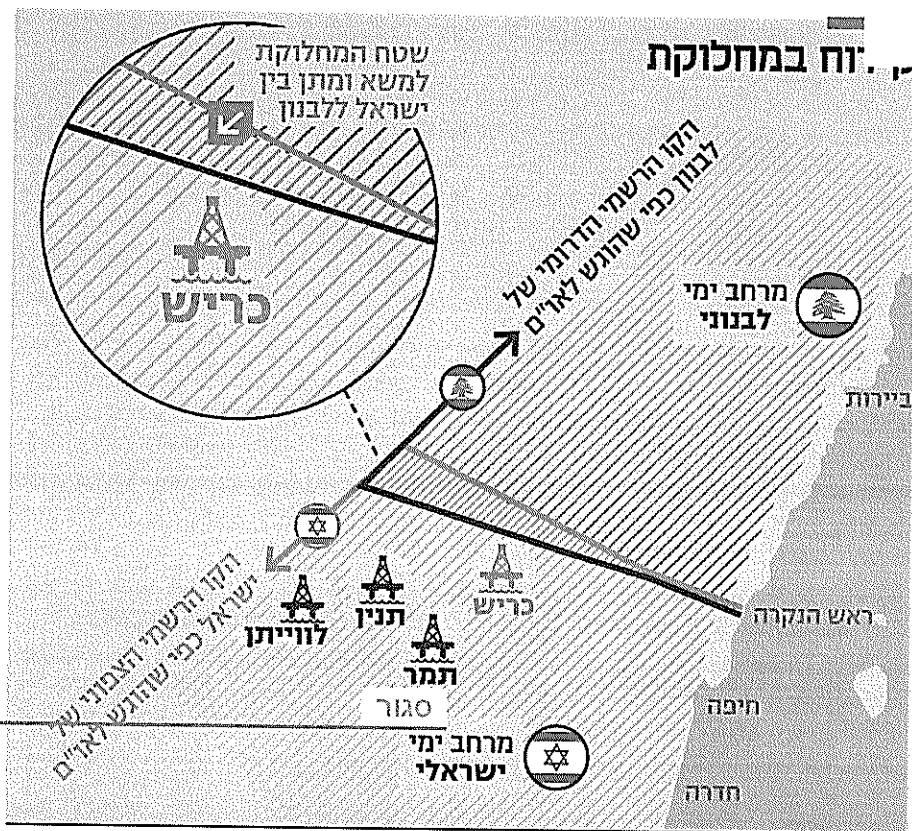 קידוח במחלוקת
שטח המחלוקת
למשא ומתן בין
ישראל ללבנון
כריש
הקו הרשמי הדרומי של
לבנון כפי שהוגש לאו"ם
מרחב ימי
לבנוני
ביירות
הקו הרשמי הצפוני של
ישראל כפי שהוגש לאו"ם
כריש
תנין
לווייתן
תמר
ראש הנקרה
סגור
חיפה
מרחב ימי
ישראלי
חדרה